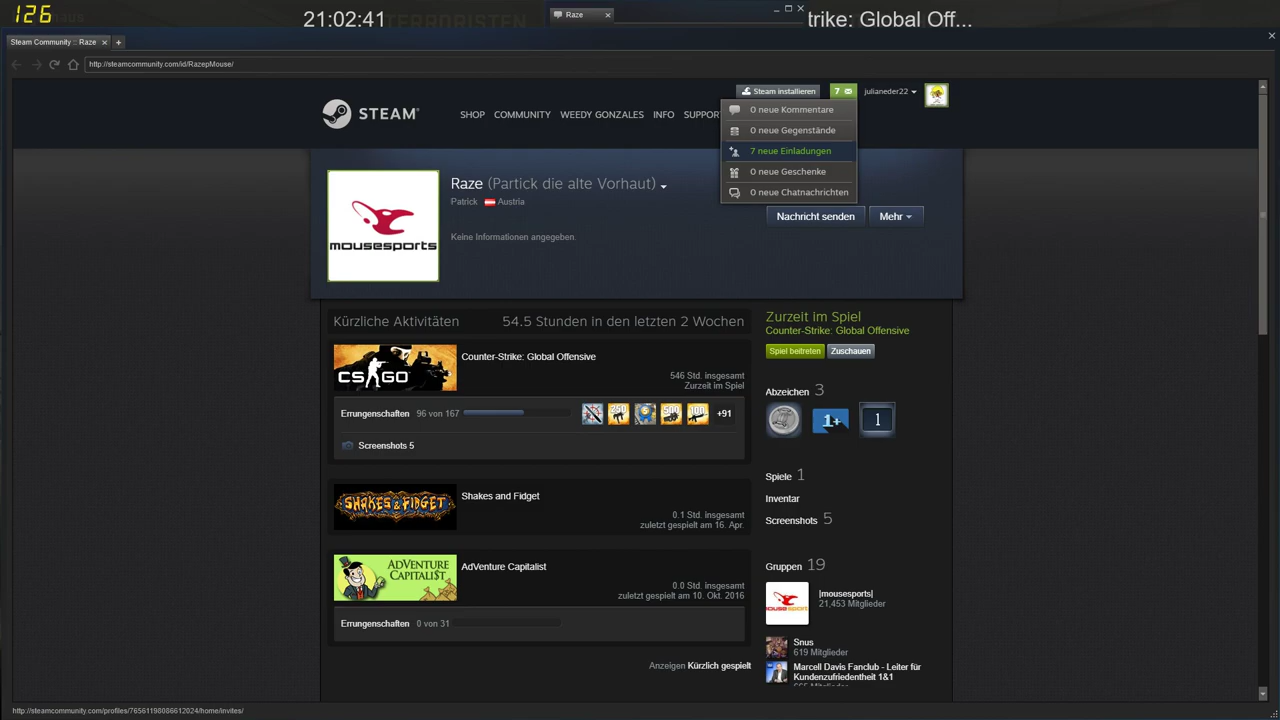 126
21:02:41
Raze
trike: Global Off...
Steam Community :: Raze
http://steamcommunity.com/id/RazepMouse/
Steam installieren
7
julianeder22
STEAM
SHOP
COMMUNITY
WEEDY GONZALES
INFO
SUPPOR
0 neue Kommentare
0 neue Gegenstände
7 neue Einladungen
0 neue Geschenke
0 neue Chatnachrichten
mousesports
Raze (Partick die alte Vorhaut)
Patrick Austria
Keine Informationen angegeben.
Nachricht senden
Mehr
Kürzliche Aktivitäten
54.5 Stunden in den letzten 2 Wochen
CS GO
Counter-Strike: Global Offensive
546 Std. insgesamt
Zurzeit im Spiel
Errungenschaften 96 von 167
250
5
500
100
+91
Screenshots 5
SHAKES & FIDGET
Shakes and Fidget
0.1 Std. insgesamt
zuletzt gespielt am 16. Apr.
ADVENTURE
CAPITALI$T
AdVenture Capitalist
0.0 Std. insgesamt
zuletzt gespielt am 10. Okt. 2016
Errungenschaften 0 von 31
Anzeigen Kürzlich gespielt
Zurzeit im Spiel
Counter-Strike: Global Offensive
Spiel beitreten
Zuschauen
Abzeichen 3
1+
1
Spiele 1
Inventar
Screenshots 5
Gruppen 19
|mousesports|
21,453 Mitglieder
Snus
619 Mitglieder
Marcell Davis Fanclub - Leiter für
Kundenzufriedenheit 1&1
http://steamcommunity.com/profiles/76561198086612024/home/invites/